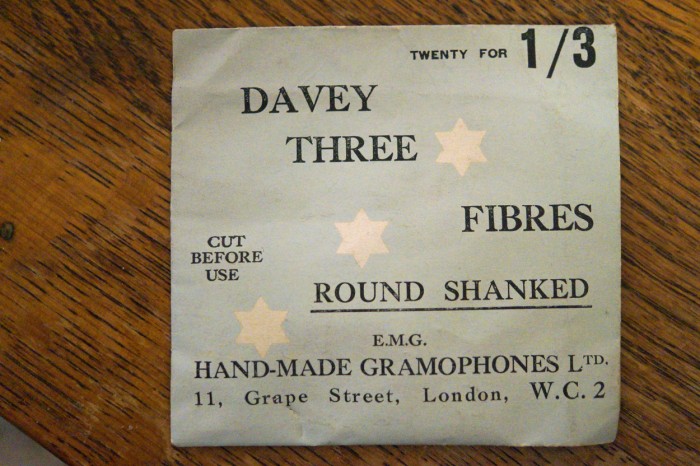 TWENTY FOR 1/3
DAVEY
THREE
FIBRES
CUT
BEFORE
USE
ROUND SHANKED
E.M.G.
HAND-MADE GRAMOPHONES LTD.
11, Grape Street, London, W.C. 2